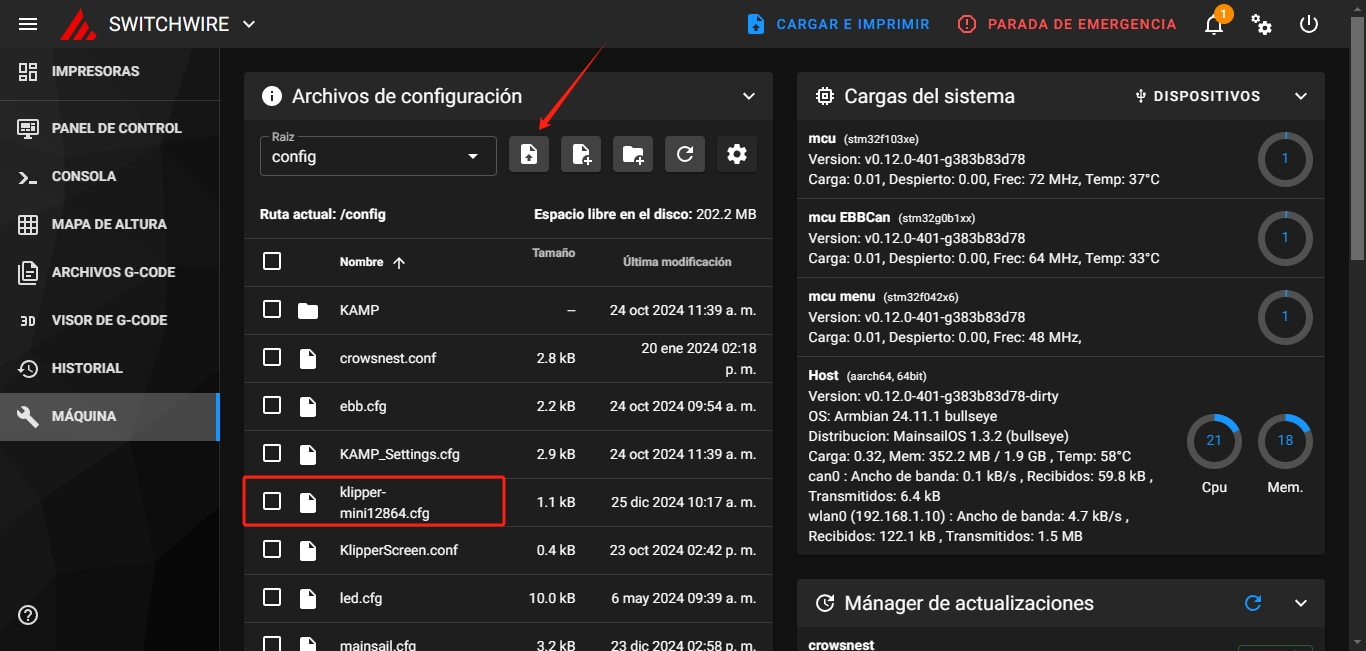 SWITCHWIRE
CARGAR E IMPRIMIR
PARADA DE EMERGENCIA
1
IMPRESORAS
PANEL DE CONTROL
CONSOLA
MAPA DE ALTURA
ARCHIVOS G-CODE
3D VISOR DE G-CODE
HISTORIAL
MÁQUINA
Archivos de configuración
Raiz
config
Ruta actual: /config
Espacio libre en el disco: 202.2 MB
Nombre
Tamaño
Última modificación
KAMP -- 24 oct 2024 11:39 a. m.
crowsnest.conf 2.8 kB 20 ene 2024 02:18
p. m.
ebb.cfg 2.2 kB 24 oct 2024 09:54 a. m.
KAMP_Settings.cfg 2.9 kB 24 oct 2024 11:39 a. m.
klipper-
mini12864.cfg 1.1 kB 25 dic 2024 10:17 a. m.
KlipperScreen.conf 0.4 kB 23 oct 2024 02:42 p. m.
led.cfg 10.0 kB 6 may 2024 09:39 a. m.
mainsail.cfg 3.2 kB 23 dic 2024 02:58 p. m.
Cargas del sistema
DISPOSITIVOS
mcu (stm32f103xe)
Version: v0.12.0-401-g383b83d78
Carga: 0.01, Despierto: 0.00, Frec: 72 MHz, Temp: 37°C
1
mcu EBBCan (stm32g0b1xx)
Version: v0.12.0-401-g383b83d78
Carga: 0.01, Despierto: 0.00, Frec: 64 MHz, Temp: 33°C
1
mcu menu (stm32f042x6)
Version: v0.12.0-401-g383b83d78
Carga: 0.01, Despierto: 0.00, Frec: 48 MHz,
1
Host (aarch64, 64bit)
Version: v0.12.0-401-g383b83d78-dirty
OS: Armbian 24.11.1 bullseye
Distribucion: MainsailOS 1.3.2 (bullseye)
Carga: 0.32, Mem: 352.2 MB / 1.9 GB , Temp: 58°C
can0 : Ancho de banda: 0.1 kB/s , Recibidos: 59.8 kB ,
Transmitidos: 6.4 kB
wlan0 (192.168.1.10) : Ancho de banda: 4.7 kB/s ,
Recibidos: 122.1 kB , Transmitidos: 1.5 MB
21
Cpu
18
Mem.
Mánager de actualizaciones
crowsnest